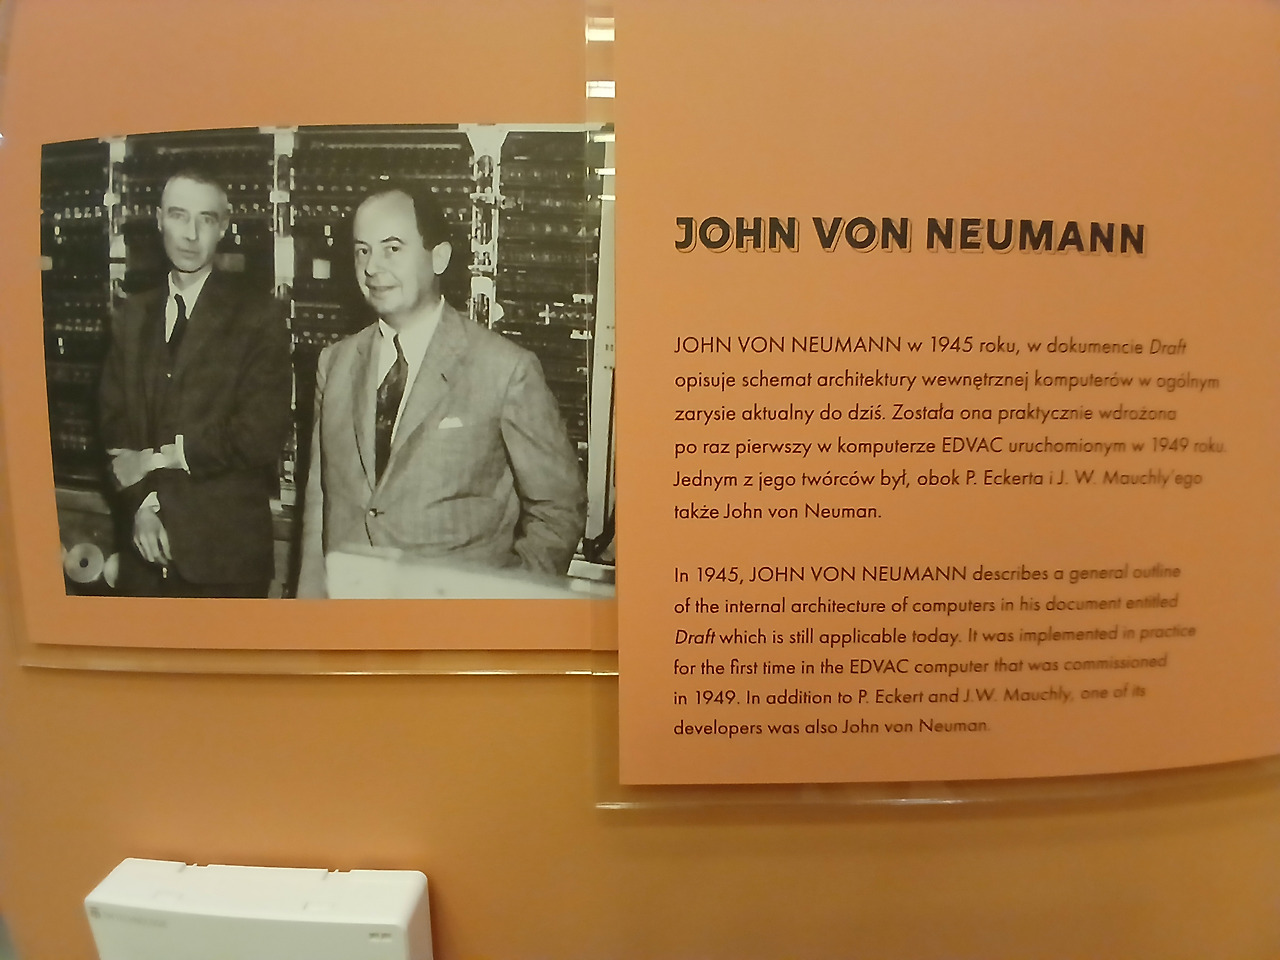 JOHN VON NEUMANN
JOHN VON NEUMANN w 1945 roku, w dokumencie Draft
opisuje schemat architektury wewnętrznej komputerów w ogólnym
zarysie aktualny do dziś. Została ona praktycznie wdrożona
po raz pierwszy w komputerze EDVAC uruchomionym w 1949 roku.
Jednym z jego twórców był, obok P. Eckerta i J. W. Mauchly'ego
także John von Neuman.
In 1945, JOHN VON NEUMANN describes a general outline
of the internal architecture of computers in his document entitled
Draft which is still applicable today. It was implemented in practice
for the first time in the EDVAC computer that was commissioned
in 1949. In addition to P. Eckert and J.W. Mauchly, one of its
developers was also John von Neuman.